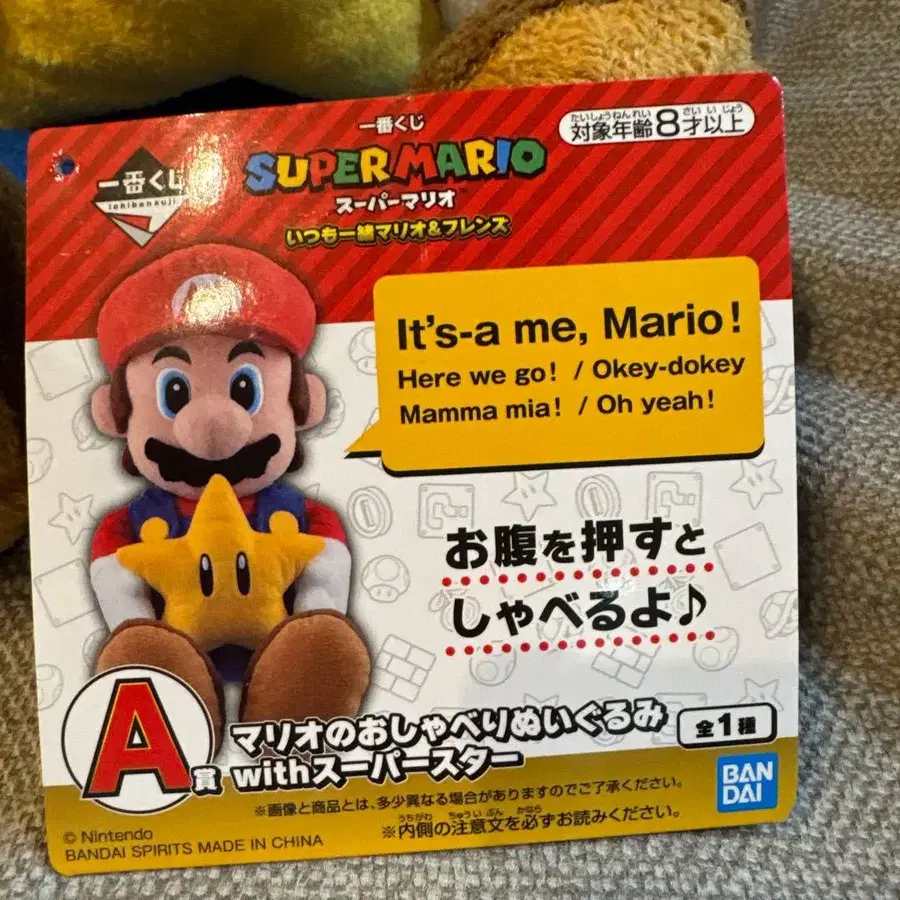 一番くじ
たいしょうねんれい さい いじょう
対象年齢8才以上
一番くじ
ichibankuji
SUPER MARIO
スーパーマリオ
いつも一緒マリオ&フレンズ
It's-a me, Mario!
Here we go! / Okey-dokey
Mamma mia! / Oh yeah!
お腹を押すと
しゃべるよ♪
A賞
マリオのおしゃべりぬいぐるみ
withスーパースター
全1種
BAN
DAI
※画像と商品とは、多少異なる場合がありますのでご了承ください。
うちがわ ちゅういぶん かなら
※内側の注意文を必ずお読みください。
© Nintendo
BANDAI SPIRITS MADE IN CHINA